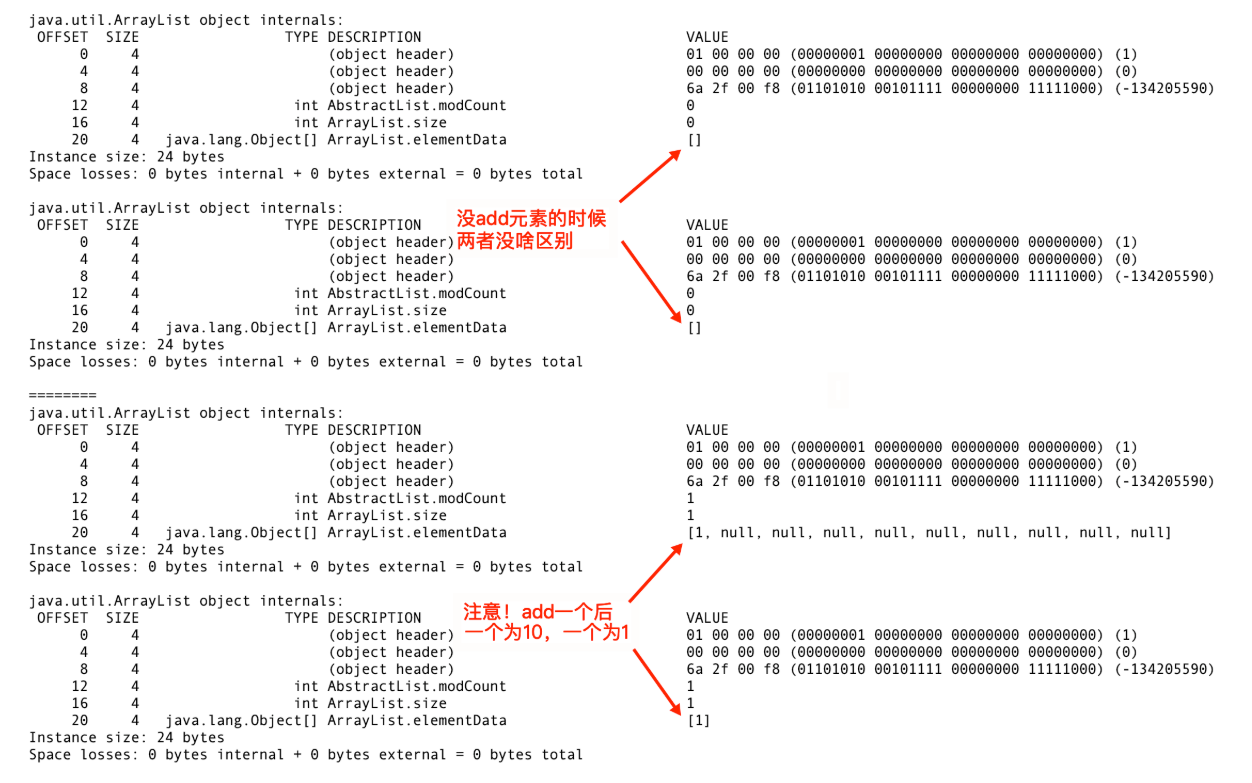 java.util.ArrayList object internals:
OFFSET SIZE TYPE DESCRIPTION VALUE
0 4 (object header) 01 00 00 00 (00000001 00000000 00000000 00000000) (1)
4 4 (object header) 00 00 00 00 (00000000 00000000 00000000 00000000) (0)
8 4 (object header) 6a 2f 00 f8 (01101010 00101111 00000000 11111000) (-134205590)
12 4 int AbstractList.modCount 0
16 4 int ArrayList.size 0
20 4 java.lang.Object[] ArrayList.elementData []
Instance size: 24 bytes
Space losses: 0 bytes internal + 0 bytes external = 0 bytes total
没add元素的时候
两者没啥区别
java.util.ArrayList object internals:
OFFSET SIZE TYPE DESCRIPTION VALUE
0 4 (object header) 01 00 00 00 (00000001 00000000 00000000 00000000) (1)
4 4 (object header) 00 00 00 00 (00000000 00000000 00000000 00000000) (0)
8 4 (object header) 6a 2f 00 f8 (01101010 00101111 00000000 11111000) (-134205590)
12 4 int AbstractList.modCount 0
16 4 int ArrayList.size 0
20 4 java.lang.Object[] ArrayList.elementData []
Instance size: 24 bytes
Space losses: 0 bytes internal + 0 bytes external = 0 bytes total
========
java.util.ArrayList object internals:
OFFSET SIZE TYPE DESCRIPTION VALUE
0 4 (object header) 01 00 00 00 (00000001 00000000 00000000 00000000) (1)
4 4 (object header) 00 00 00 00 (00000000 00000000 00000000 00000000) (0)
8 4 (object header) 6a 2f 00 f8 (01101010 00101111 00000000 11111000) (-134205590)
12 4 int AbstractList.modCount 1
16 4 int ArrayList.size 1
20 4 java.lang.Object[] ArrayList.elementData [1, null, null, null, null, null, null, null, null, null]
Instance size: 24 bytes
Space losses: 0 bytes internal + 0 bytes external = 0 bytes total
注意！add一个后
一个为10，一个为1
java.util.ArrayList object internals:
OFFSET SIZE TYPE DESCRIPTION VALUE
0 4 (object header) 01 00 00 00 (00000001 00000000 00000000 00000000) (1)
4 4 (object header) 00 00 00 00 (00000000 00000000 00000000 00000000) (0)
8 4 (object header) 6a 2f 00 f8 (01101010 00101111 00000000 11111000) (-134205590)
12 4 int AbstractList.modCount 1
16 4 int ArrayList.size 1
20 4 java.lang.Object[] ArrayList.elementData [1]
Instance size: 24 bytes
Space losses: 0 bytes internal + 0 bytes external = 0 bytes total